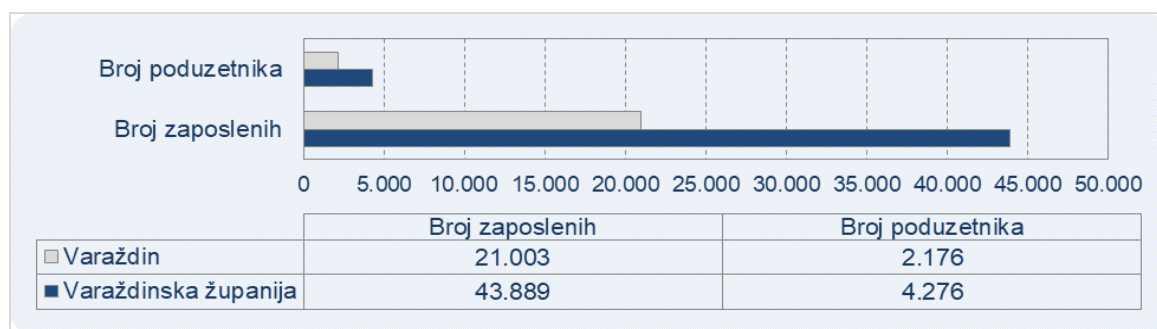 Broj poduzetnika
Broj zaposlenih
0 5.000 10.000 15.000 20.000 25.000 30.000 35.000 40.000 45.000 50.000
Broj zaposlenih Broj poduzetnika
Varaždin 21.003 2.176
Varaždinska županija 43.889 4.276